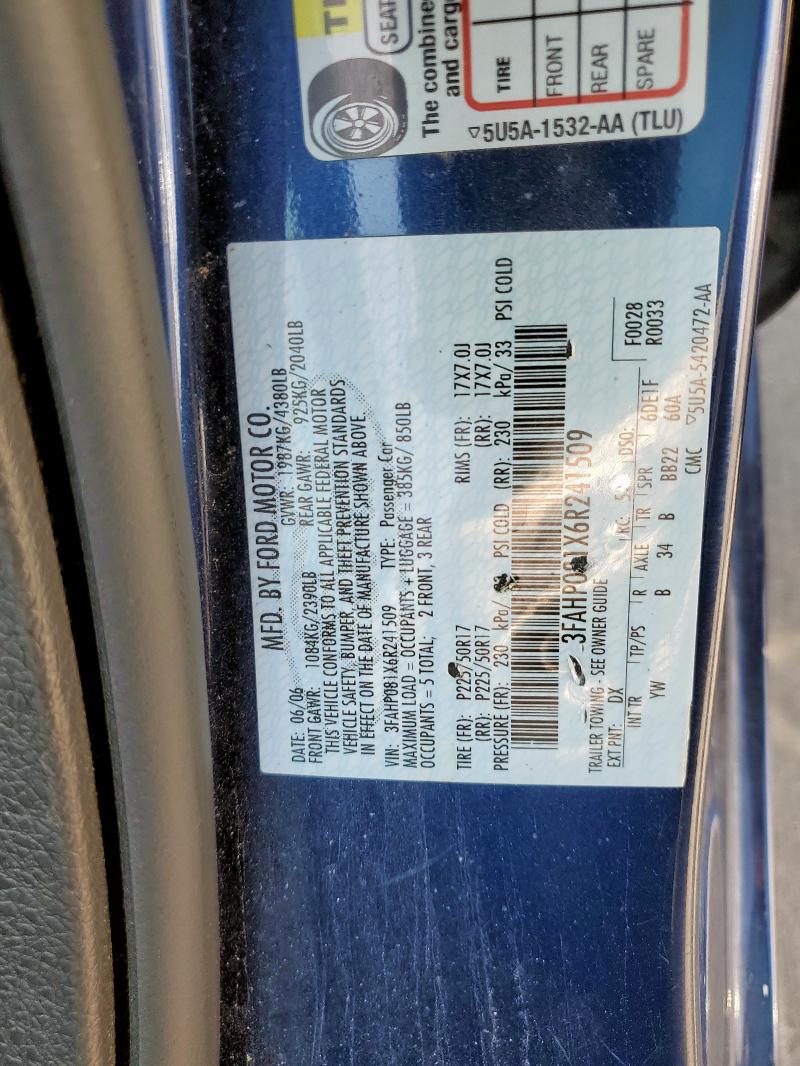 MFD. BY FORD MOTOR CO.
DATE: 06/06 GVWR: 1987KG/4380LB
FRONT GAWR: 1084KG/2390LB REAR GAWR: 925KG/2040LB
THIS VEHICLE CONFORMS TO ALL APPLICABLE FEDERAL MOTOR
VEHICLE SAFETY, BUMPER, AND THEFT PREVENTION STANDARDS
IN EFFECT ON THE DATE OF MANUFACTURE SHOWN ABOVE.
VIN: 3FAHP081X6R241509 TYPE: Passenger Car
MAXIMUM LOAD = OCCUPANTS + LUGGAGE = 385KG/ 850LB
OCCUPANTS = 5 TOTAL; 2 FRONT, 3 REAR
TIRE (FR): P225/50R17 RIMS (FR): 17X7.0J
(RR): P225/50R17 (RR): 17X7.0J
PRESSURE (FR): 230 kPa/ PSI COLD (RR): 230 kPa/ 33 PSI COLD
3FAHP081X6R241509
TRAILER TOWING - SEE OWNER GUIDE
EXT PNT: DX RC: 55 DSO: F0028
INT TR TP/PS R AXLE TR SPR 6DE1F R0033
YW B 34 B BB22 60A
CMC ▽5U5A-5420472-AA
SEAT
The combine
and carg
TIRE
FRONT
REAR
SPARE
▽5U5A-1532-AA (TLU)